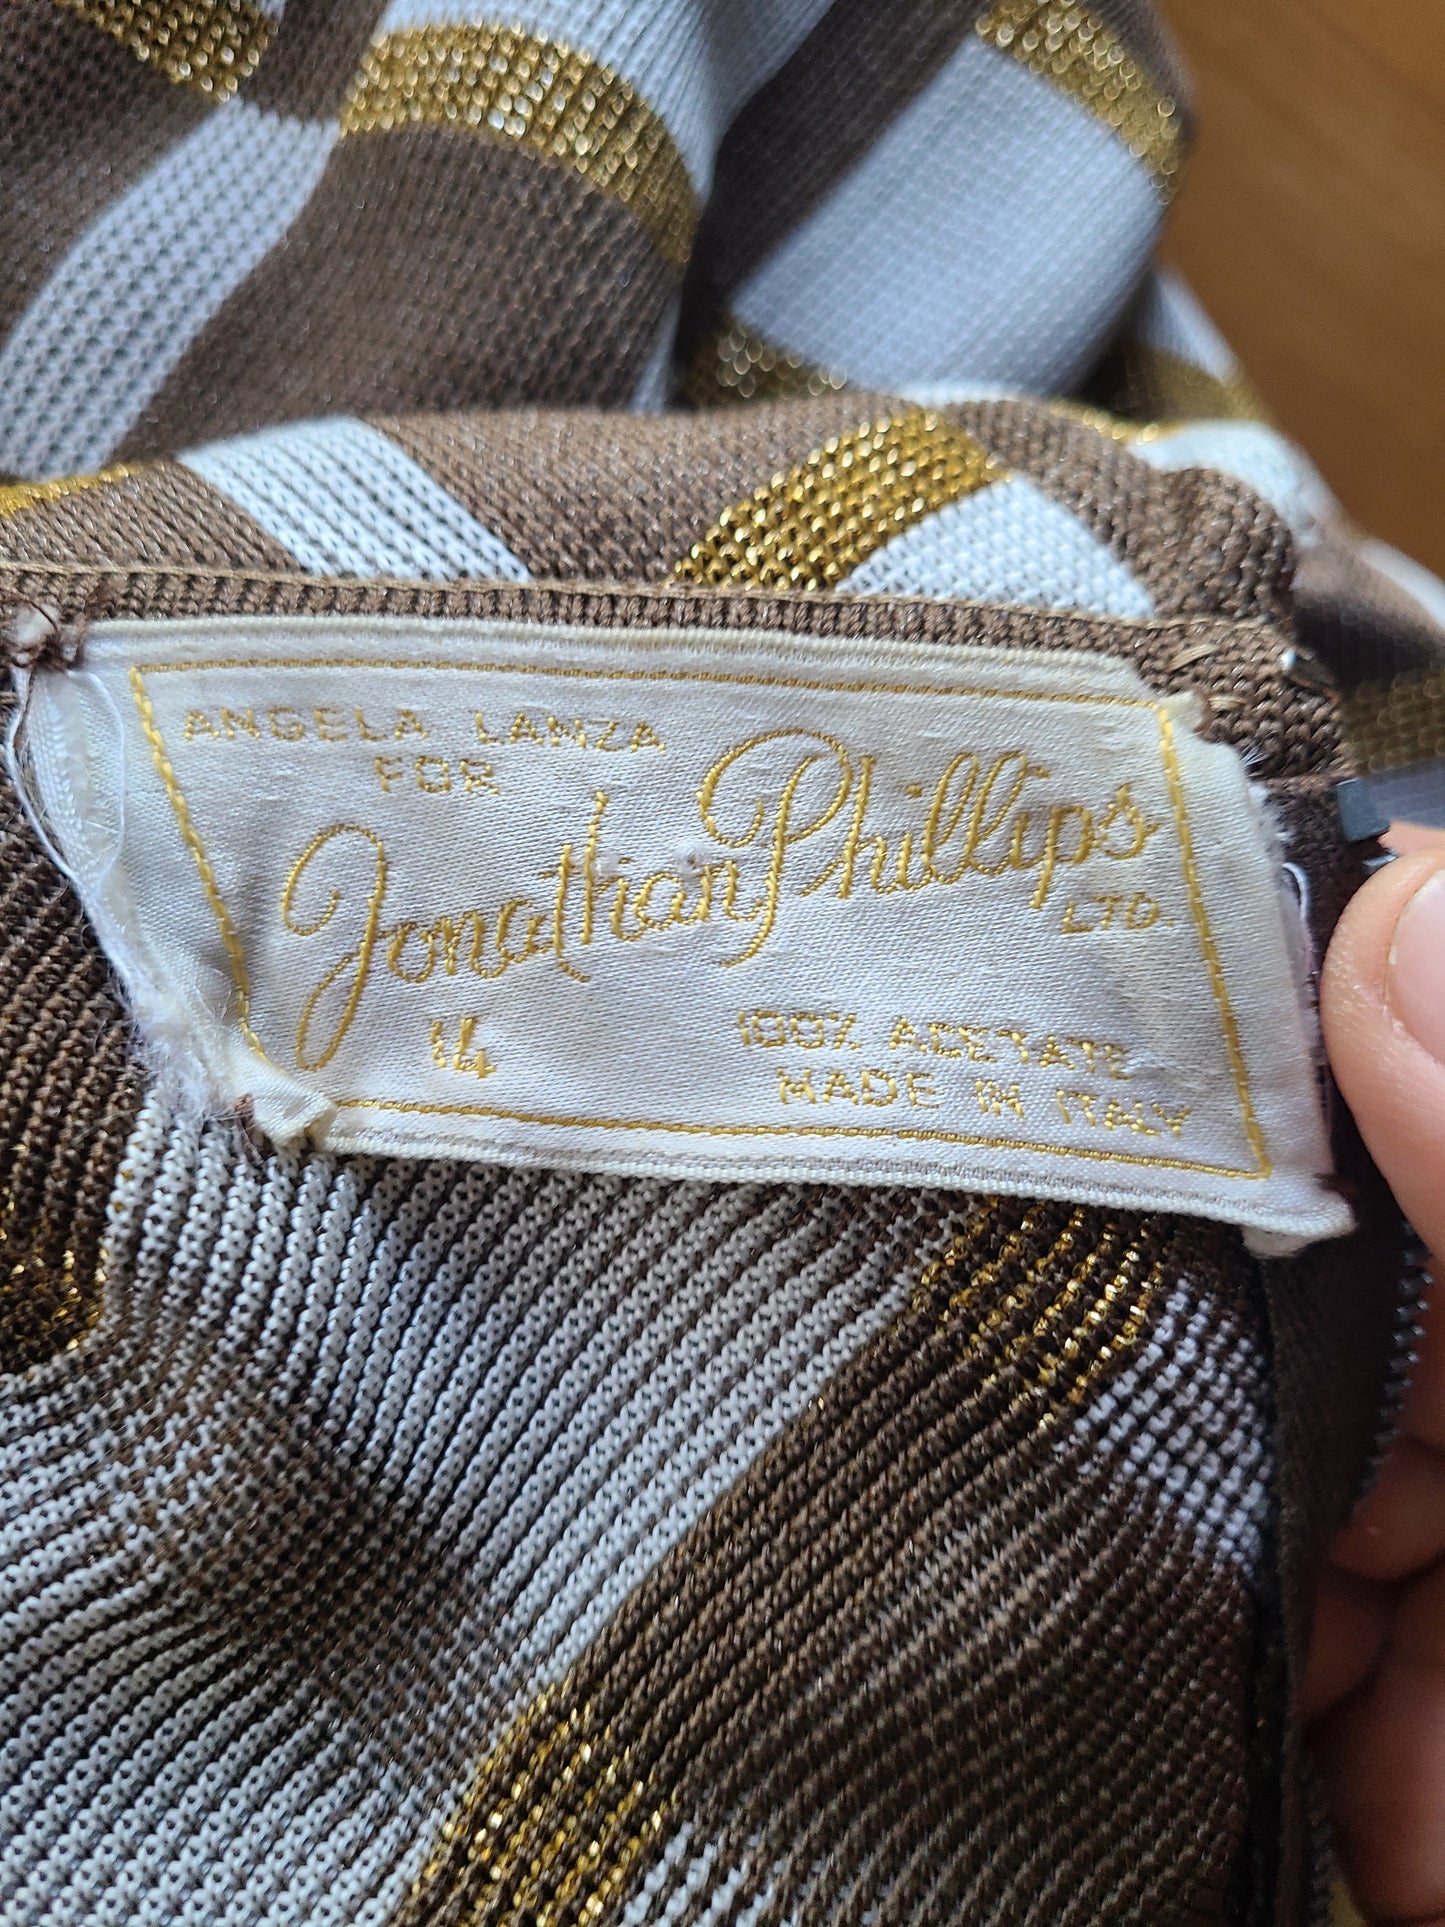 ANGELA LANZA
FOR
Jonathan Phillips
LTD.
14
100% ACETATE
MADE IN ITALY